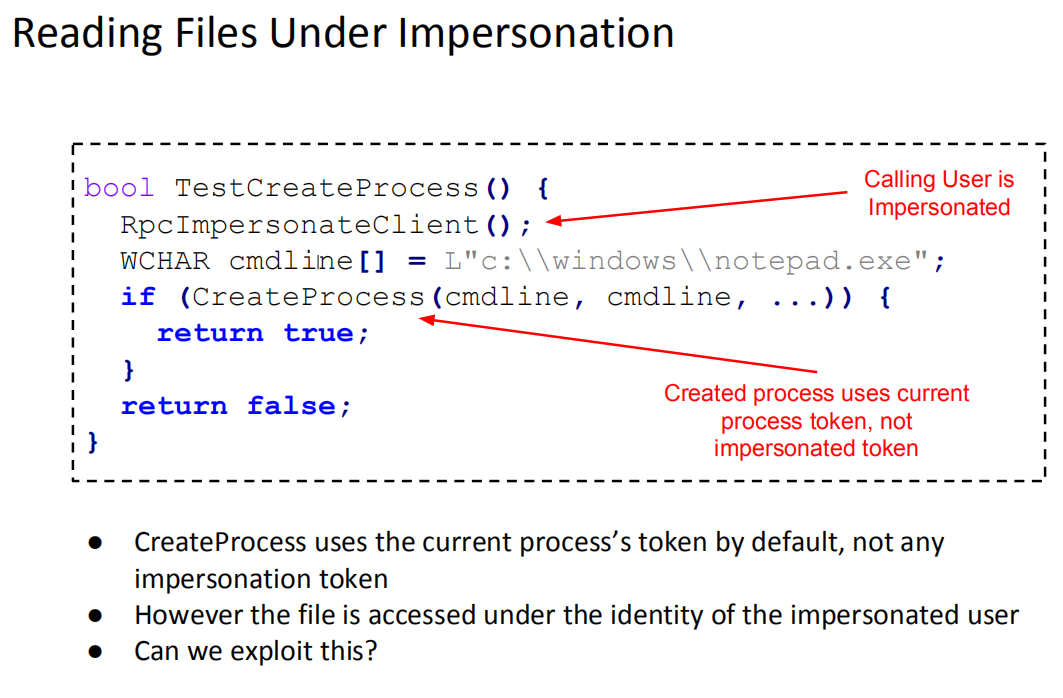 Reading Files Under Impersonation
bool TestCreateProcess() {
RpcImpersonateClient();
WCHAR cmdline[] = L"c:\\windows\\notepad.exe";
if (CreateProcess(cmdline, cmdline, ...)) {
return true;
}
return false;
}
Calling User is
Impersonated
Created process uses current
process token, not
impersonated token
● CreateProcess uses the current process’s token by default, not any
impersonation token
● However the file is accessed under the identity of the impersonated user
● Can we exploit this?